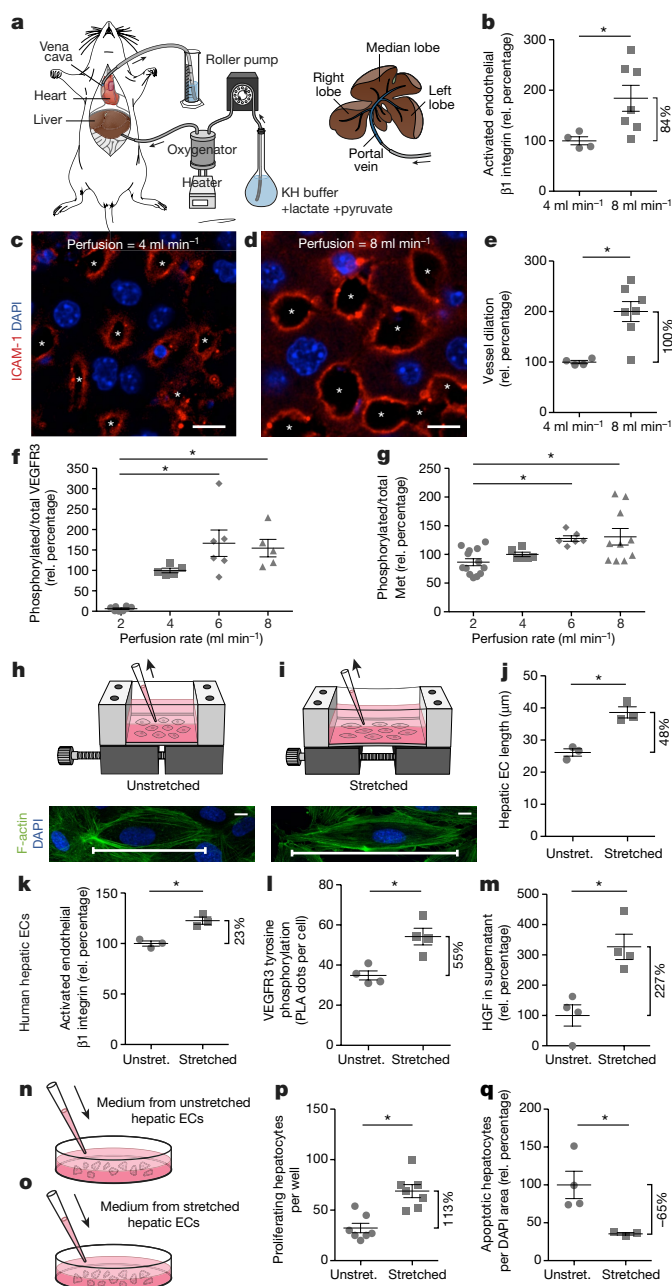 a
Vena
cava
Heart
Liver
Roller pump
Oxygenator
Heater
KH buffer
+lactate +pyruvate
Median lobe
Right
lobe
Left
lobe
Portal
vein
b
Activated endothelial
β1 integrin (rel. percentage)
300
200
100
0
*
84%
4 ml min⁻¹ 8 ml min⁻¹
c
Perfusion = 4 ml min⁻¹
ICAM-1 DAPI
* * * * * * * *
d
Perfusion = 8 ml min⁻¹
* * * * * * * * *
e
Vessel dilation
(rel. percentage)
300
200
100
0
*
100%
4 ml min⁻¹ 8 ml min⁻¹
f
Phosphorylated/total VEGFR3
(rel. percentage)
400
300
200
100
0
*
*
2 4 6 8
Perfusion rate (ml min⁻¹)
g
Phosphorylated/total
Met (rel. percentage)
250
200
150
100
50
0
*
*
2 4 6 8
Perfusion rate (ml min⁻¹)
h
Unstretched
i
Stretched
F-actin
DAPI
j
Hepatic EC length (µm)
50
40
30
20
10
0
*
48%
Unstret. Stretched
Human hepatic ECs
k
Activated endothelial
β1 integrin (rel. percentage)
150
100
50
0
*
23%
Unstret. Stretched
l
VEGFR3 tyrosine
phosphorylation
(PLA dots per cell)
80
60
40
20
0
*
55%
Unstret. Stretched
m
HGF in supernatant
(rel. percentage)
500
400
300
200
100
0
*
227%
Unstret. Stretched
n
Medium from unstretched
hepatic ECs
o
Medium from stretched
hepatic ECs
p
Proliferating hepatocytes
per well
150
100
50
0
*
113%
Unstret. Stretched
q
Apoptotic hepatocytes
per DAPI area (rel. percentage)
200
150
100
50
0
*
−65%
Unstret. Stretched